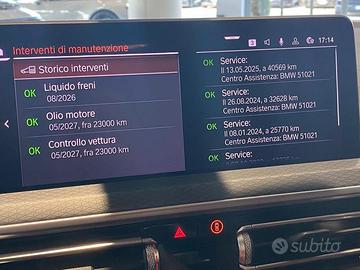 3
17:14
Interventi di manutenzione
Storico interventi
OK
Liquido freni
08/2026
OK
Olio motore
05/2027, fra 23000 km
OK
Controllo vettura
05/2027, fra 23000 km
OK
Service:
Il 13.05.2025, a 40569 km
Centro Assistenza: BMW 51021
OK
Service:
Il 26.08.2024, a 32628 km
Centro Assistenza: BMW 51021
OK
Service:
Il 08.01.2024, a 25770 km
Centro Assistenza: BMW 51021
OK
Service:
subito